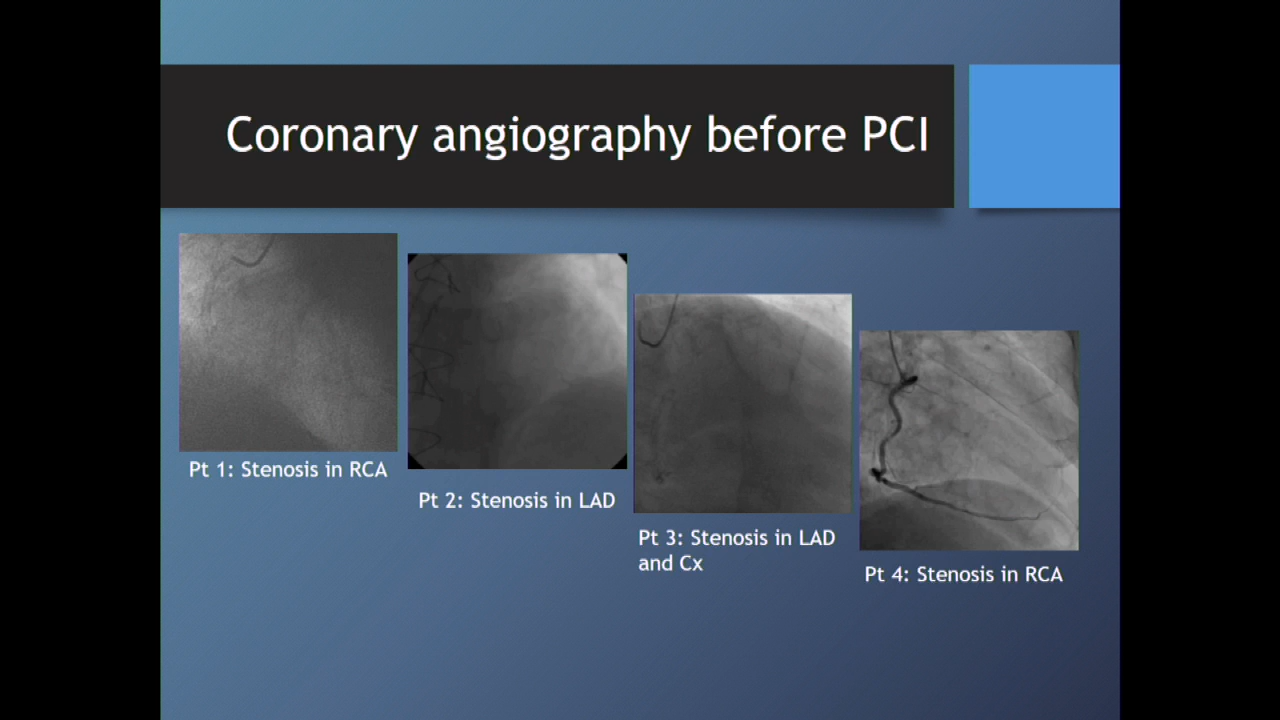 Coronary angiography before PCI
Pt 1: Stenosis in RCA
Pt 2: Stenosis in LAD
Pt 3: Stenosis in LAD
and Cx
Pt 4: Stenosis in RCA